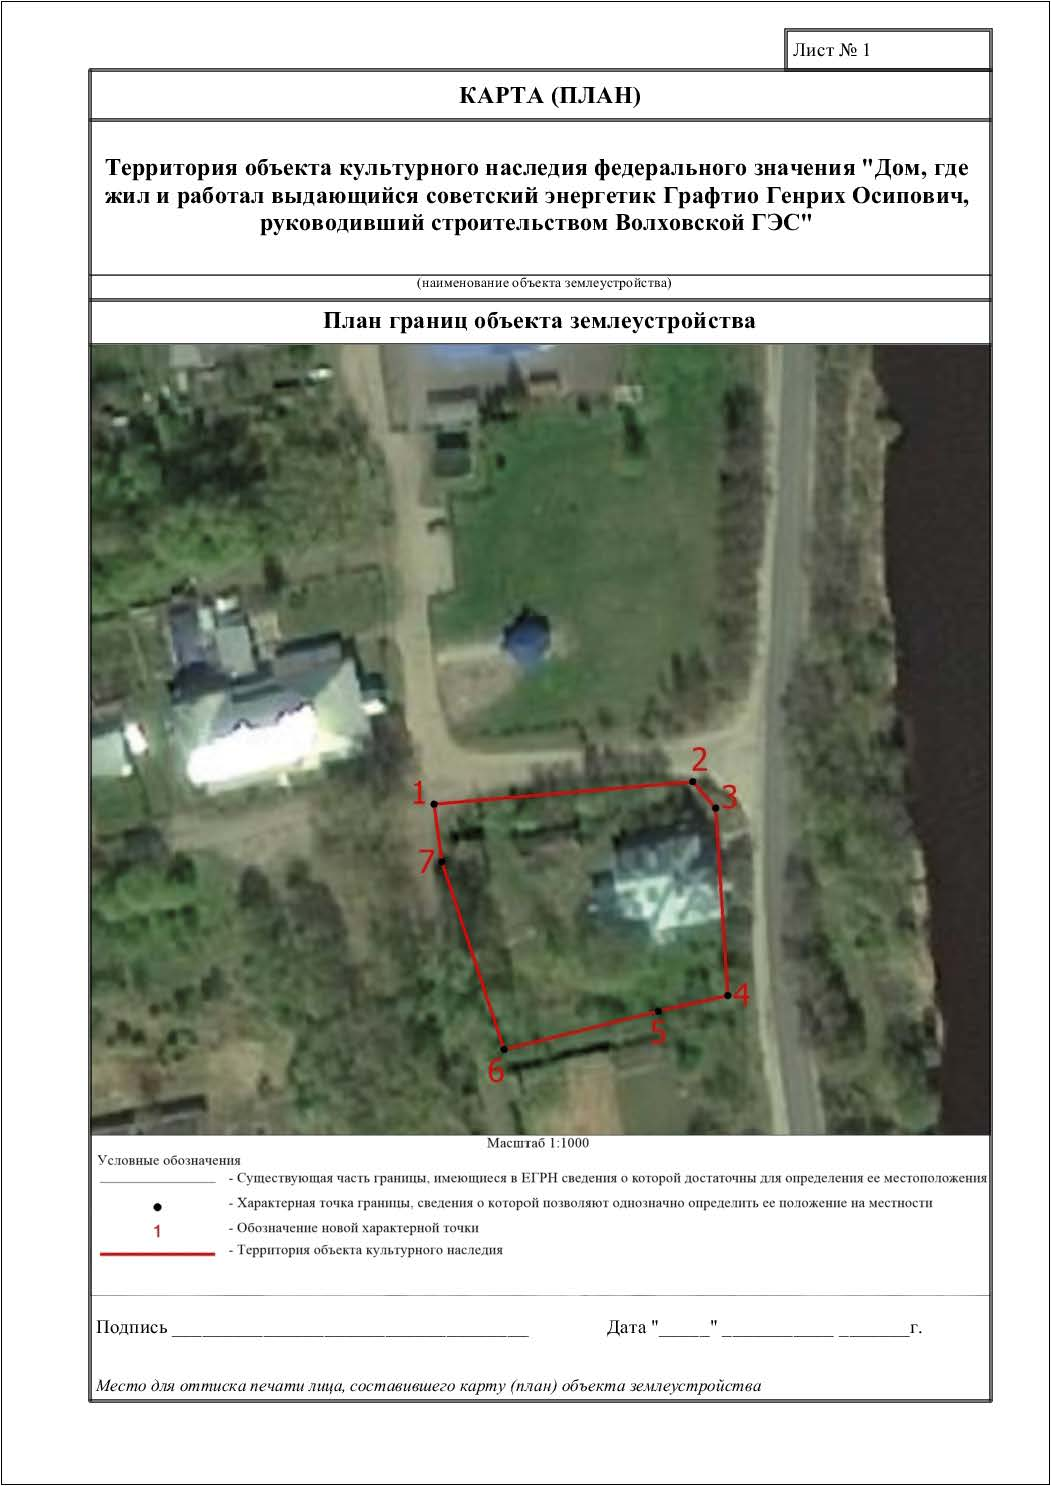 Лист № 1
КАРТА (ПЛАН)
Территория объекта культурного наследия федерального значения "Дом, где
жил и работал выдающийся советский энергетик Графтио Генрих Осипович,
руководивший строительством Волховской ГЭС"
(наименование объекта землеустройства)
План границ объекта землеустройства
2
1
3
7
4
5
6
Масштаб 1:1000
Условные обозначения
- Существующая часть границы, имеющиеся в ЕГРН сведения о которой достаточны для определения ее местоположения
- Характерная точка границы, сведения о которой позволяют однозначно определить ее положение на местности
1 - Обозначение новой характерной точки
- Территория объекта культурного наследия
Подпись ___________________________________ Дата "_____" ___________ _______г.
Место для оттиска печати лица, составившего карту (план) объекта землеустройства